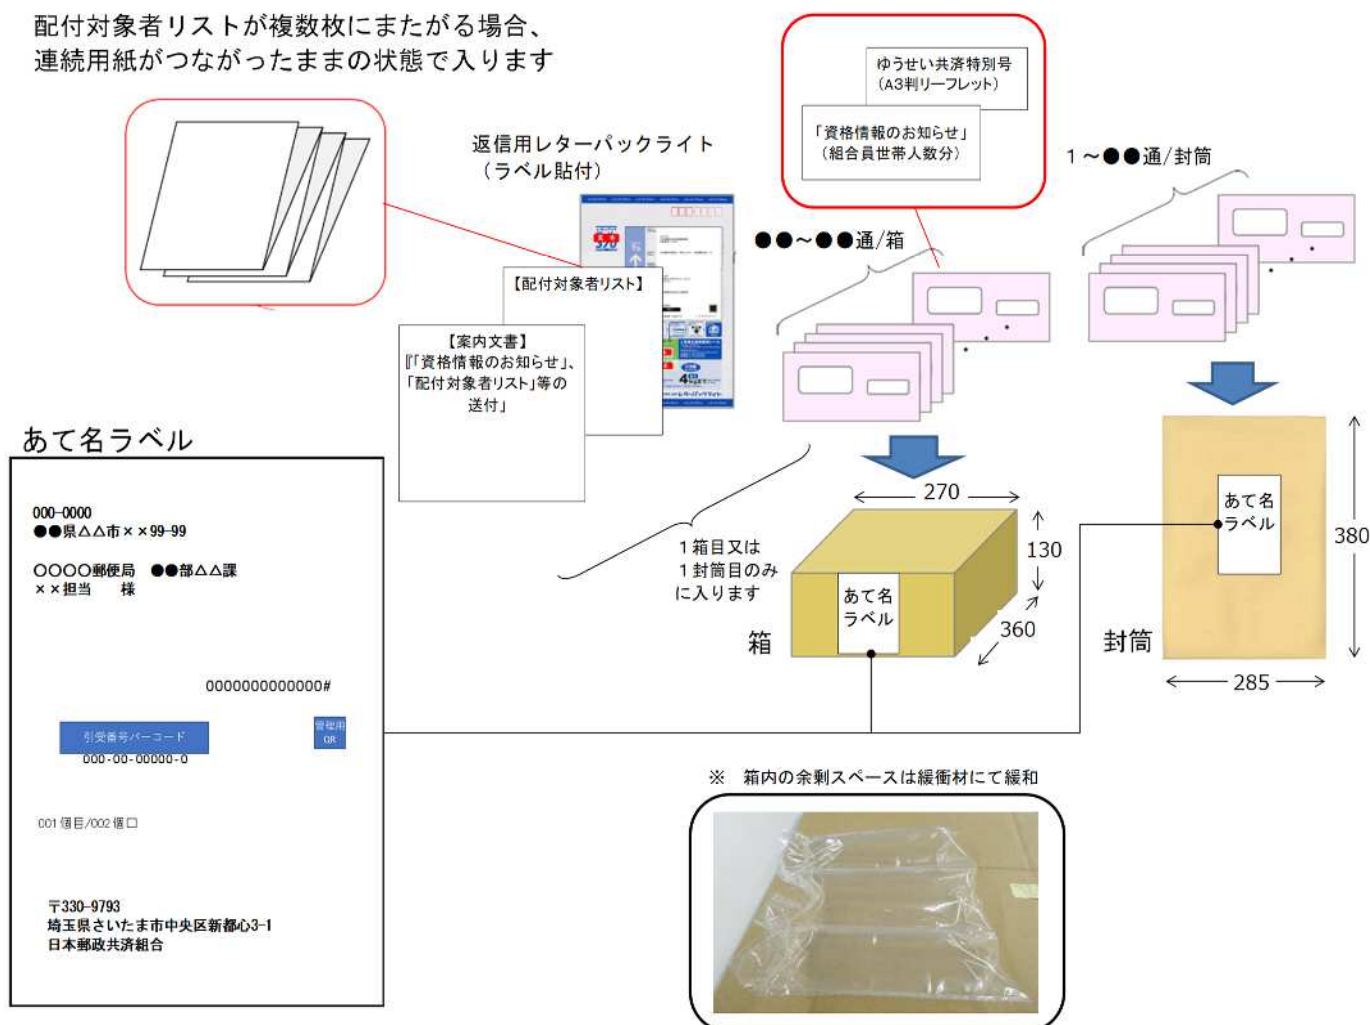 配付対象者リストが複数枚にまたがる場合、
連続用紙がつながったままの状態で入ります
返信用レターパックライト
(ラベル貼付)
ゆうせい共済特別号
(A3判リーフレット)
「資格情報のお知らせ」
(組合員世帯人数分)
1～●●通/封筒
●●～●●通/箱
【配付対象者リスト】
【案内文書】
『「資格情報のお知らせ」、
「配付対象者リスト」等の
送付」
あて名ラベル
000-0000
●●県△△市××99-99
〇〇〇〇郵便局 ●●部△△課
××担当 様
0000000000000#
引受番号バーコード
000-00-00000-0
管理用
QR
001個目/002個口
〒330-9793
埼玉県さいたま市中央区新都心3-1
日本郵政共済組合
1箱目又は
1封筒目のみ
に入ります
270
130
360
あて名
ラベル
箱
あて名
ラベル
380
封筒
285
※ 箱内の余剰スペースは緩衝材にて緩和